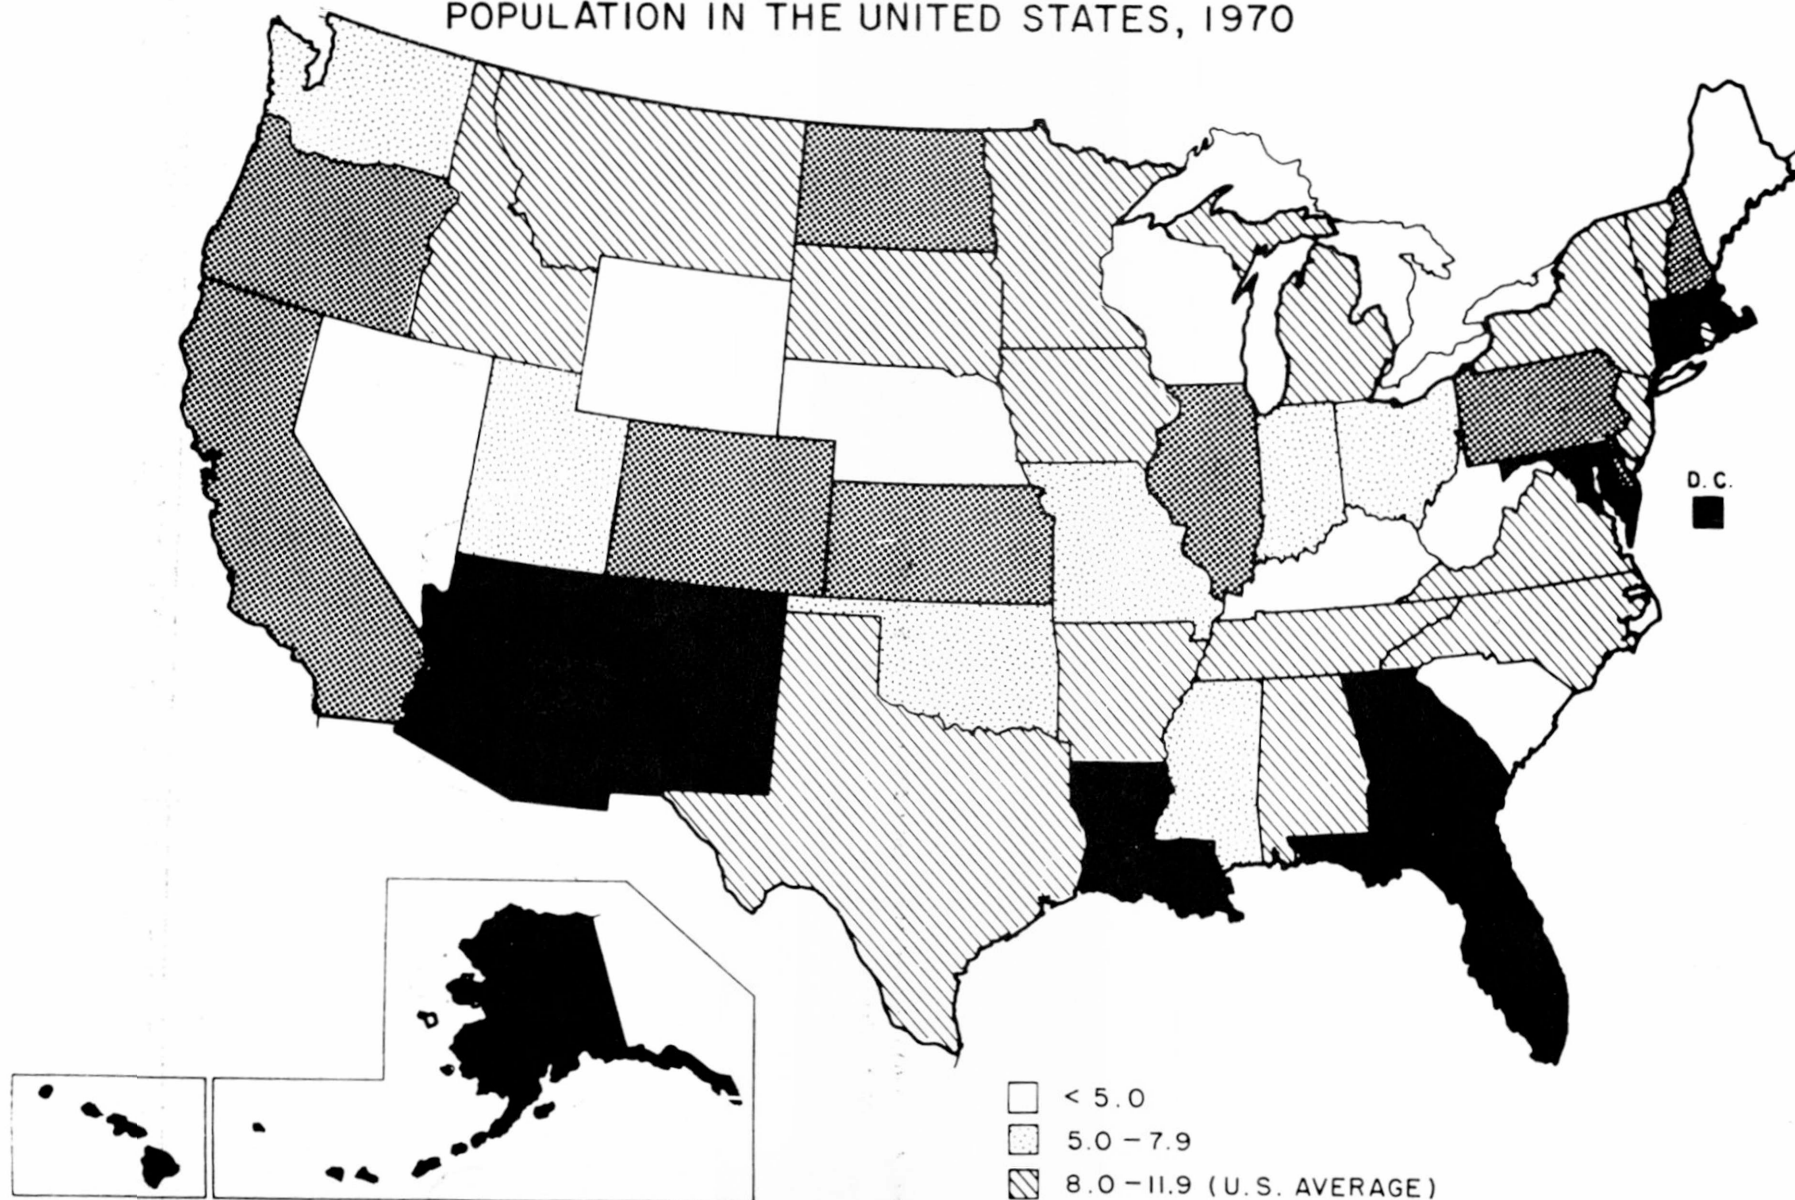 POPULATION IN THE UNITED STATES, 1970
D.C.
< 5.0
5.0 – 7.9
8.0 – 11.9 (U.S. AVERAGE)